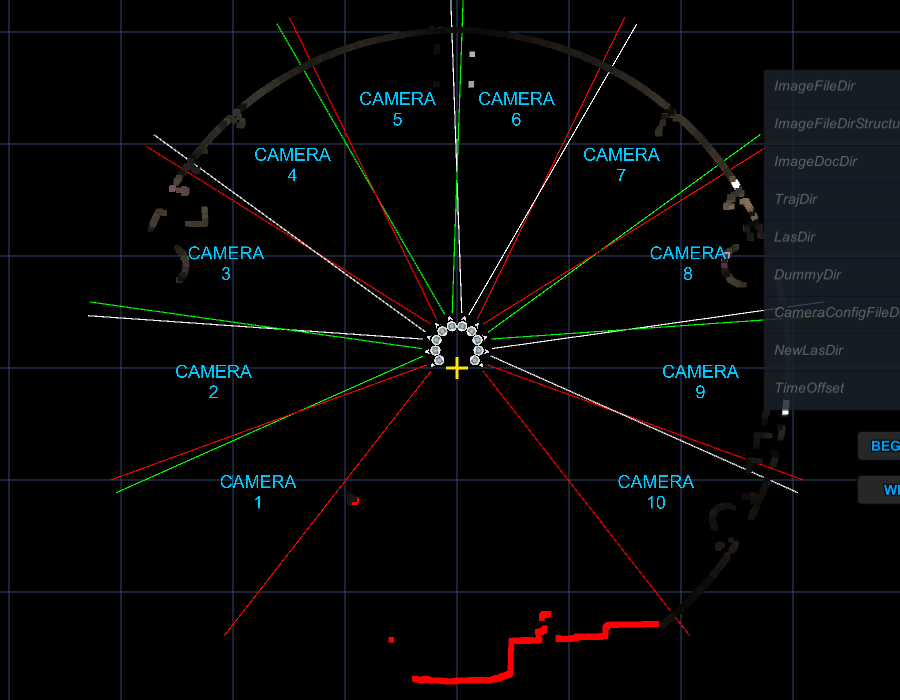 CAMERA
5
CAMERA
6
CAMERA
4
CAMERA
7
CAMERA
3
CAMERA
8
CAMERA
2
CAMERA
9
CAMERA
1
CAMERA
10
ImageFileDir
ImageFileDirStructu
ImageDocDir
TrajDir
LasDir
DummyDir
CameraConfigFileD
NewLasDir
TimeOffset
BEG
WI